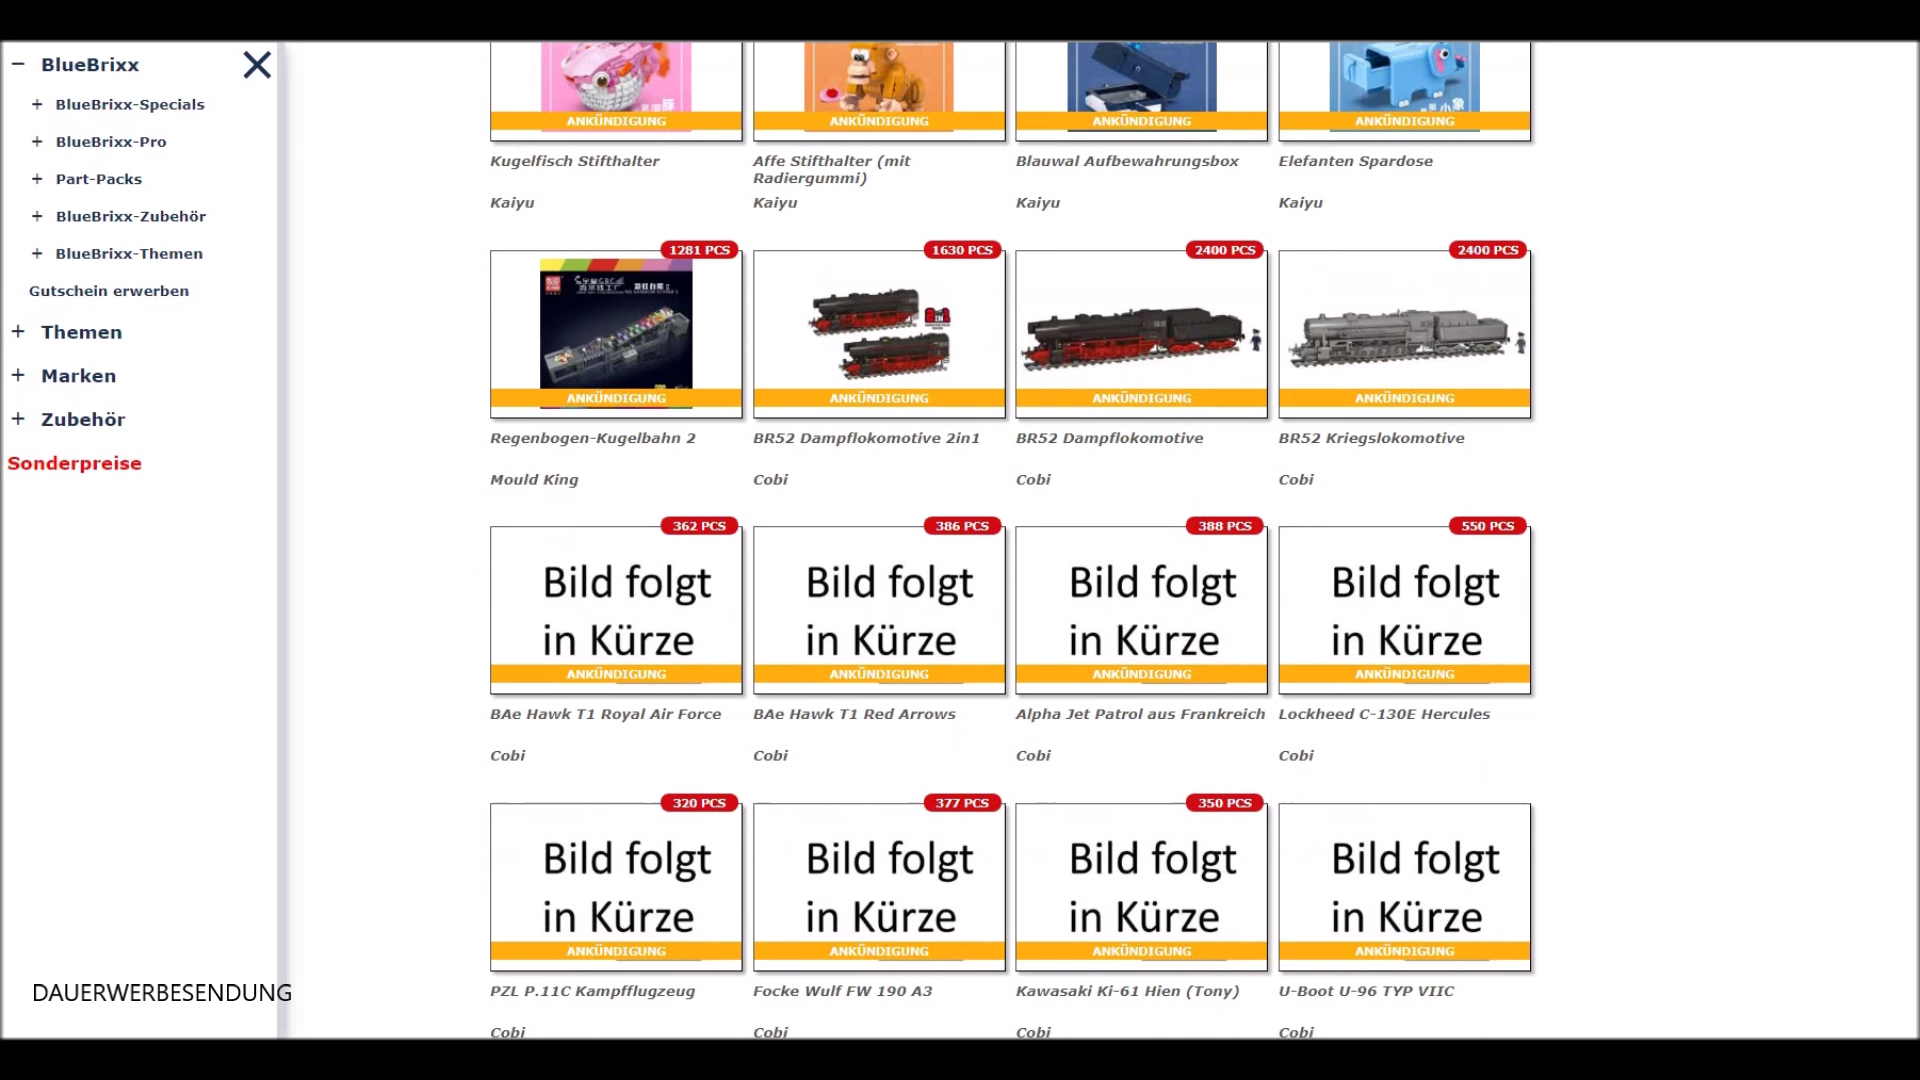 BlueBrixx
BlueBrixx-Specials
BlueBrixx-Pro
Part-Packs
BlueBrixx-Zubehör
BlueBrixx-Themen
Gutschein erwerben
Themen
Marken
Zubehör
Sonderpreise
DAUERWERBESENDUNG
ANKÜNDIGUNG ANKÜNDIGUNG ANKÜNDIGUNG ANKÜNDIGUNG
Kugelfisch Stifthalter
Kaiyu
Affe Stifthalter (mit
Radiergummi)
Kaiyu
Blauwal Aufbewahrungsbox
Kaiyu
小象
Elefanten Spardose
Kaiyu
1281 PCS
ANKÜNDIGUNG
Regenbogen-Kugelbahn 2
Mould King
1630 PCS
2IN1
ANKÜNDIGUNG
BR52 Dampflokomotive 2in1
Cobi
2400 PCS
ANKÜNDIGUNG
BR52 Dampflokomotive
Cobi
2400 PCS
ANKÜNDIGUNG
BR52 Kriegslokomotive
Cobi
362 PCS
Bild folgt
in Kürze
ANKÜNDIGUNG
BAe Hawk T1 Royal Air Force
Cobi
386 PCS
Bild folgt
in Kürze
ANKÜNDIGUNG
BAe Hawk T1 Red Arrows
Cobi
388 PCS
Bild folgt
in Kürze
ANKÜNDIGUNG
Alpha Jet Patrol aus Frankreich
Cobi
550 PCS
Bild folgt
in Kürze
ANKÜNDIGUNG
Lockheed C-130E Hercules
Cobi
320 PCS
Bild folgt
in Kürze
ANKÜNDIGUNG
PZL P.11C Kampfflugzeug
Cobi
377 PCS
Bild folgt
in Kürze
ANKÜNDIGUNG
Focke Wulf FW 190 A3
Cobi
350 PCS
Bild folgt
in Kürze
ANKÜNDIGUNG
Kawasaki Ki-61 Hien (Tony)
Cobi
Bild folgt
in Kürze
ANKÜNDIGUNG
U-Boot U-96 TYP VIIC
Cobi